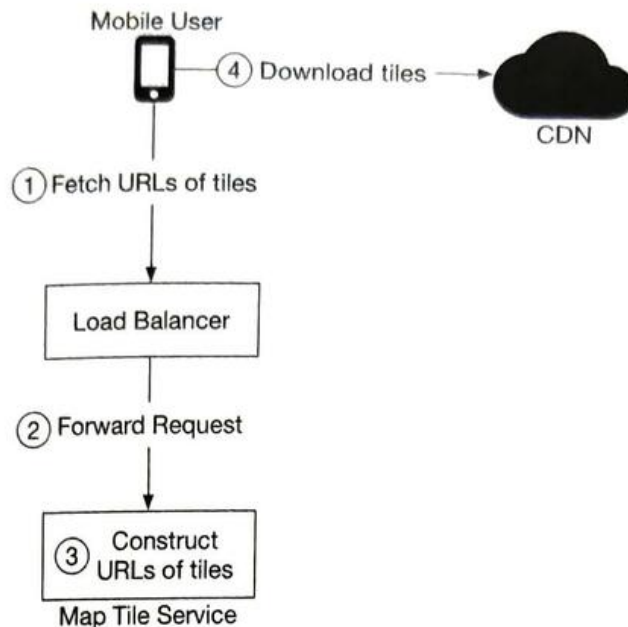 Mobile User
4 Download tiles
CDN
1 Fetch URLs of tiles
Load Balancer
2 Forward Request
3 Construct
URLs of tiles
Map Tile Service